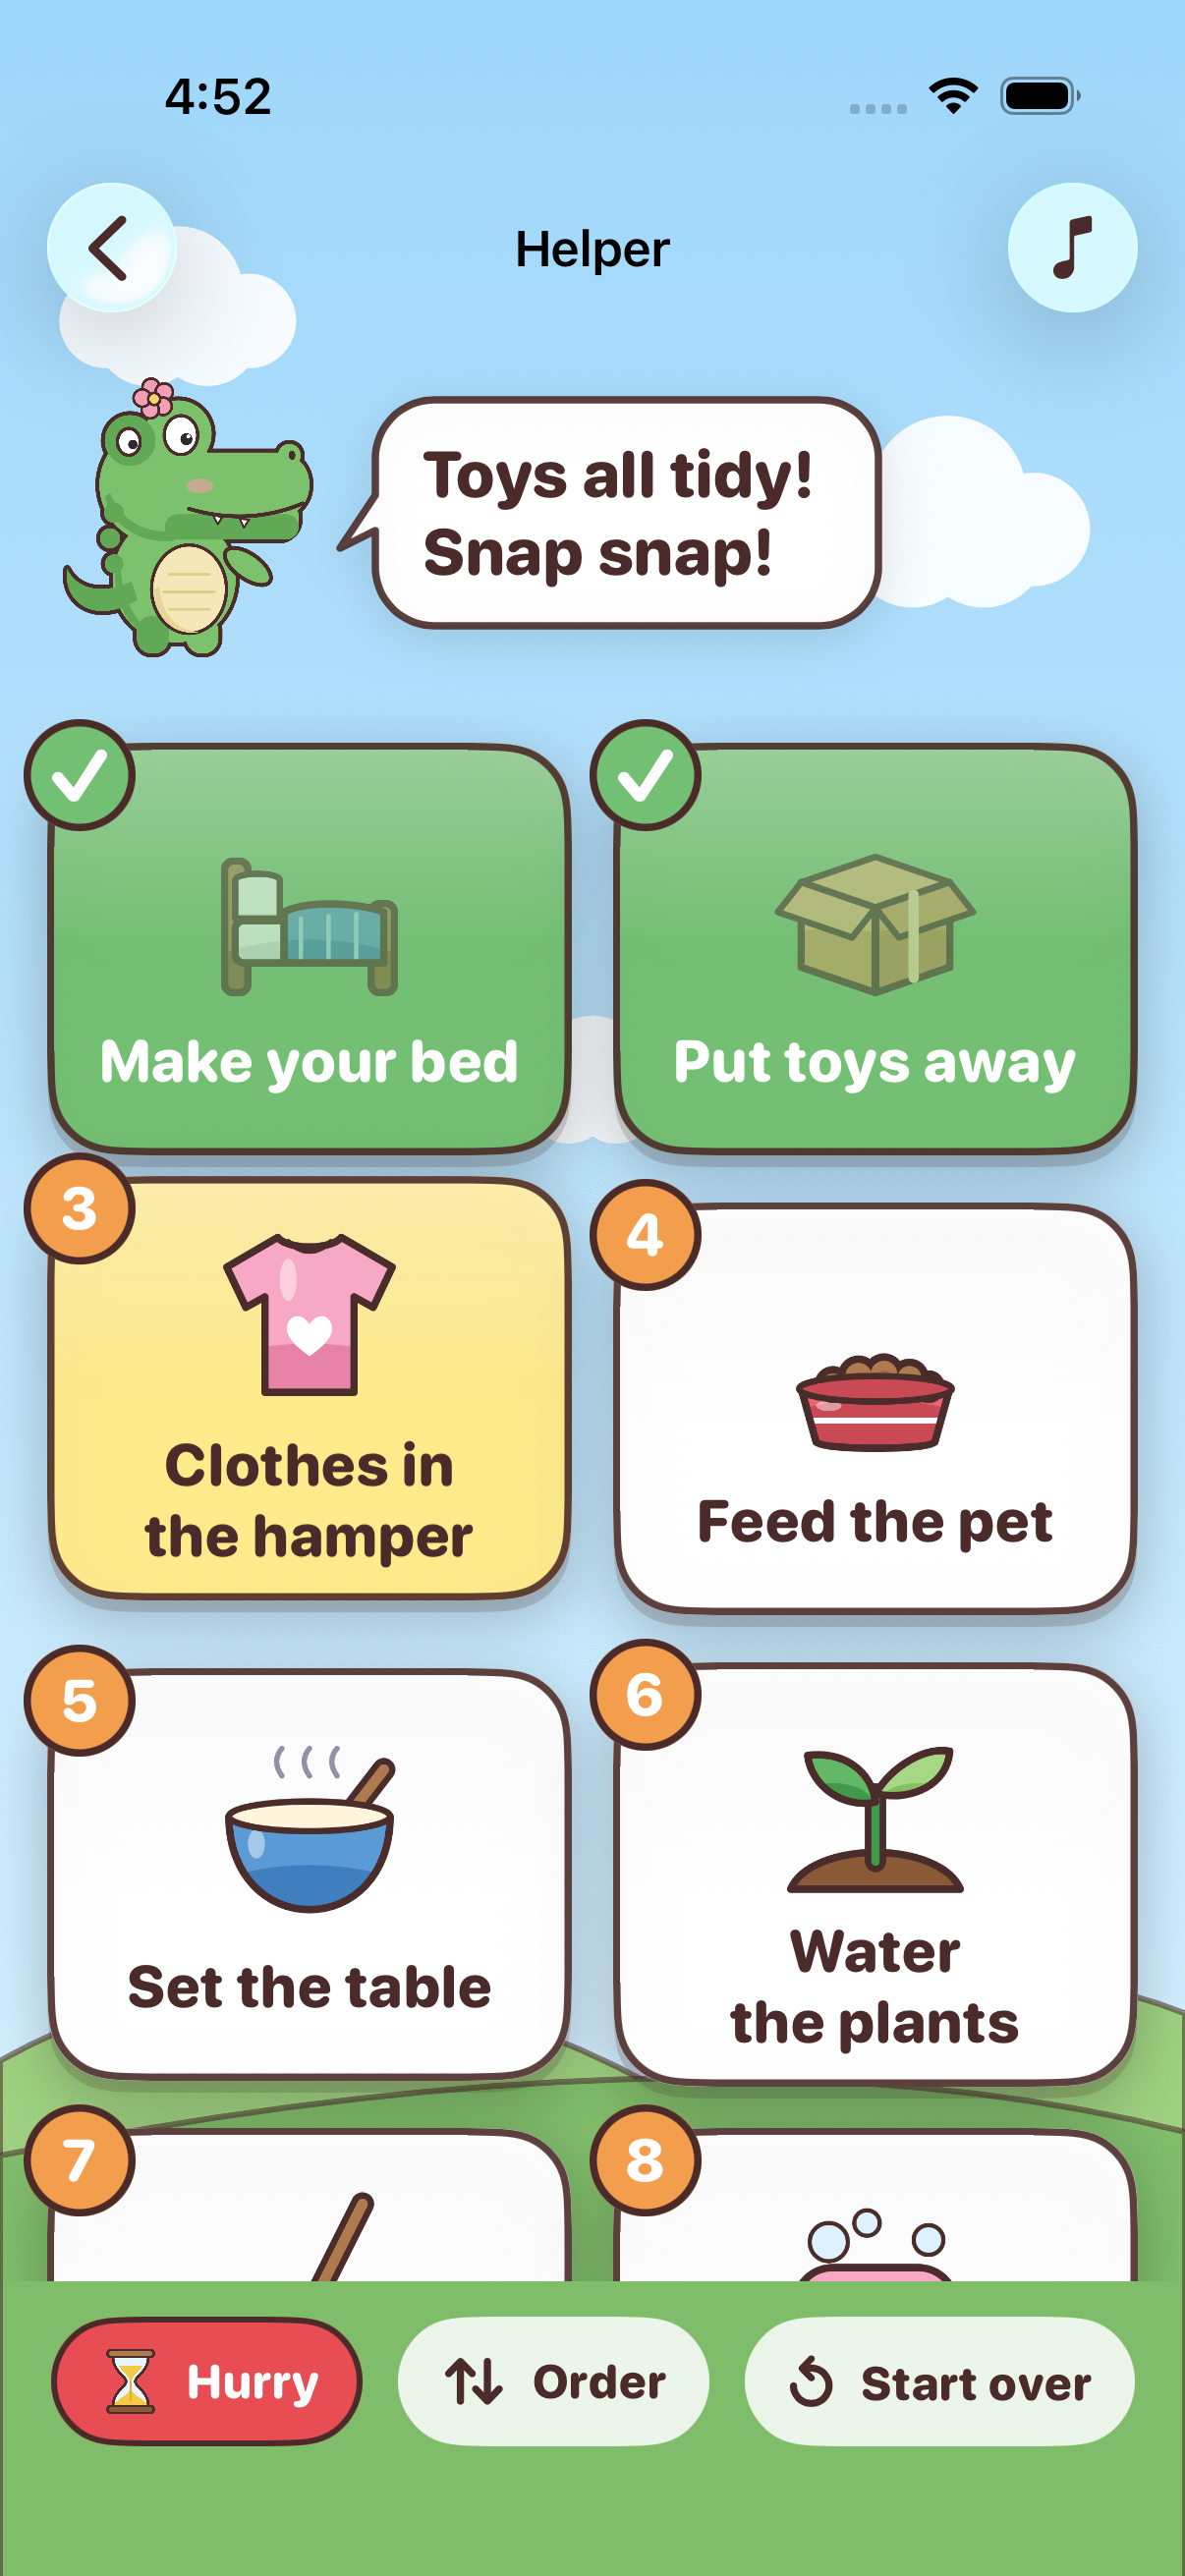 4:52
Helper
Toys all tidy!
Snap snap!
Make your bed
Put toys away
3
Clothes in
the hamper
4
Feed the pet
5
Set the table
6
Water
the plants
7
8
Hurry
Order
Start over